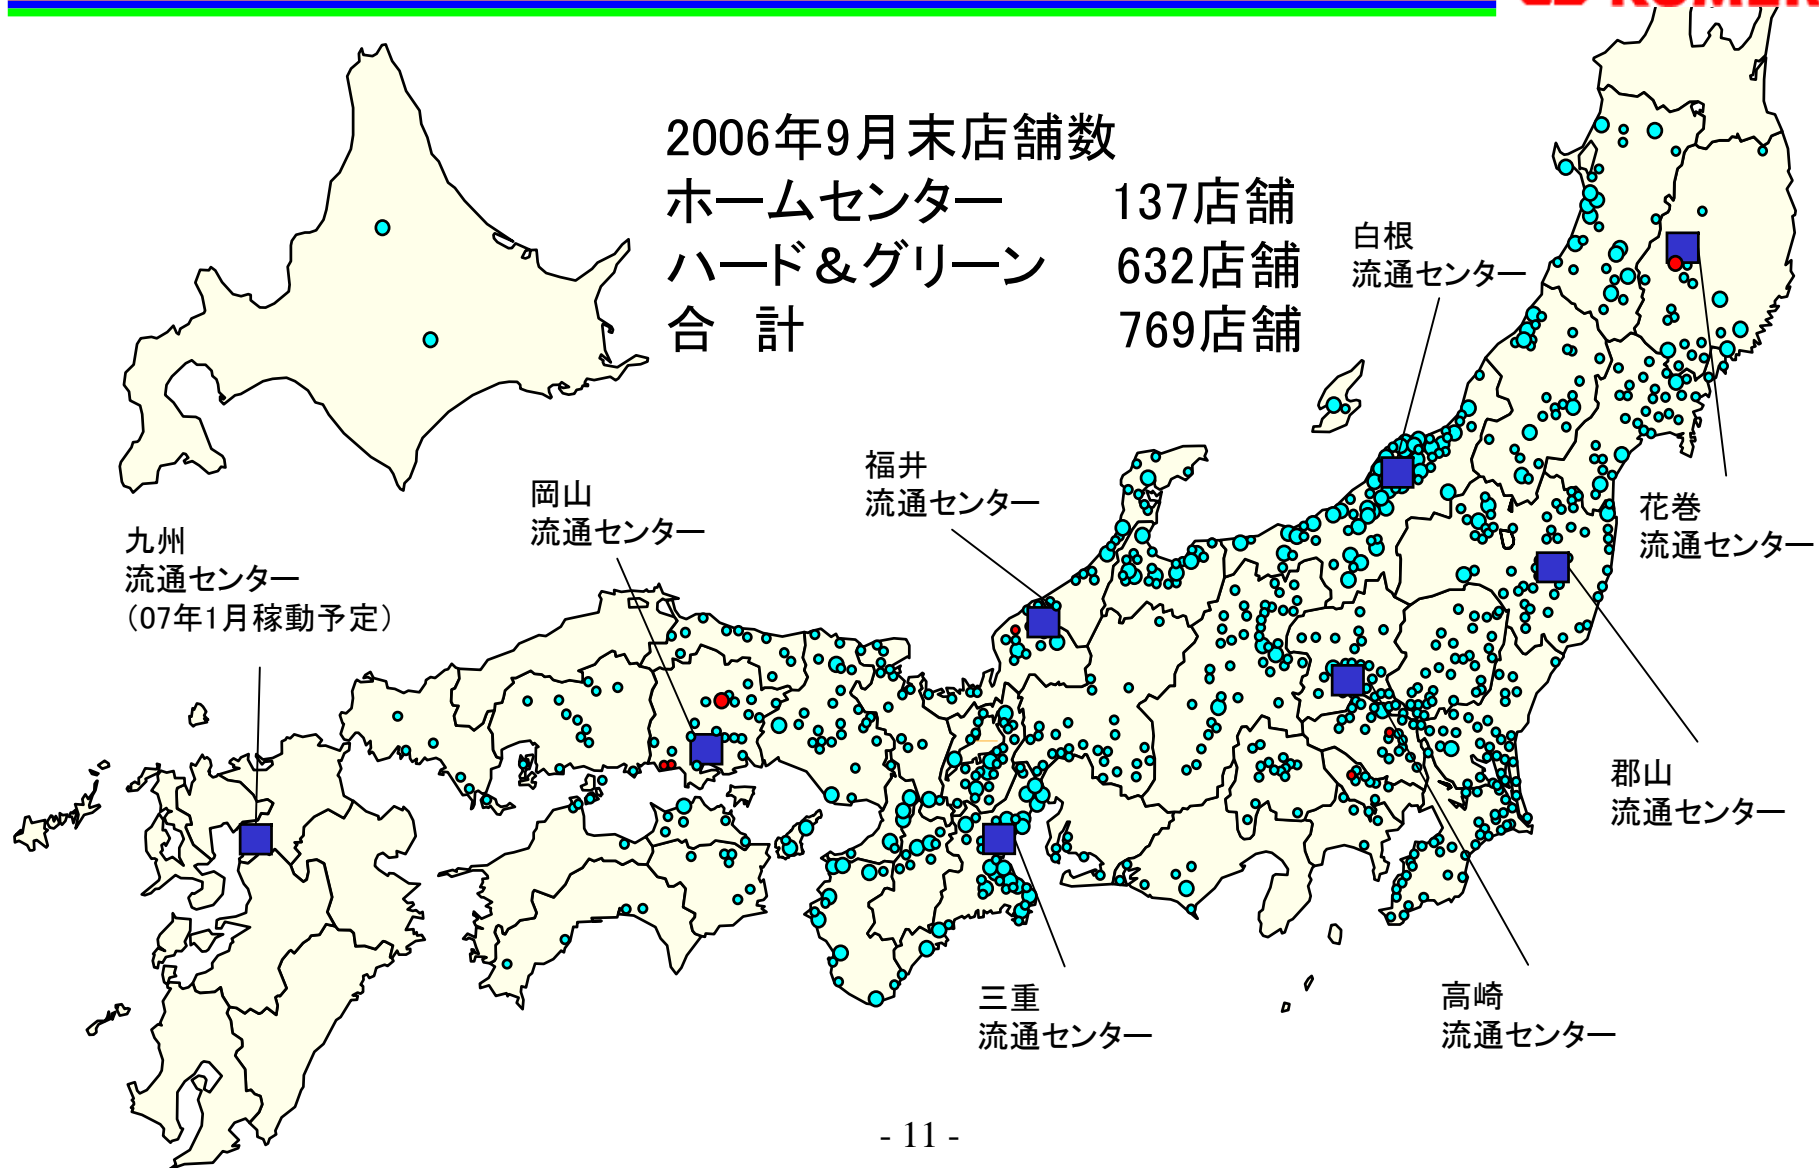 2006年9月末店舗数
ホームセンター 137店舗
ハード&グリーン 632店舗
合 計 769店舗
白根
流通センター
福井
流通センター
岡山
流通センター
九州
流通センター
(07年1月稼動予定)
花巻
流通センター
郡山
流通センター
三重
流通センター
高崎
流通センター
- 11 -